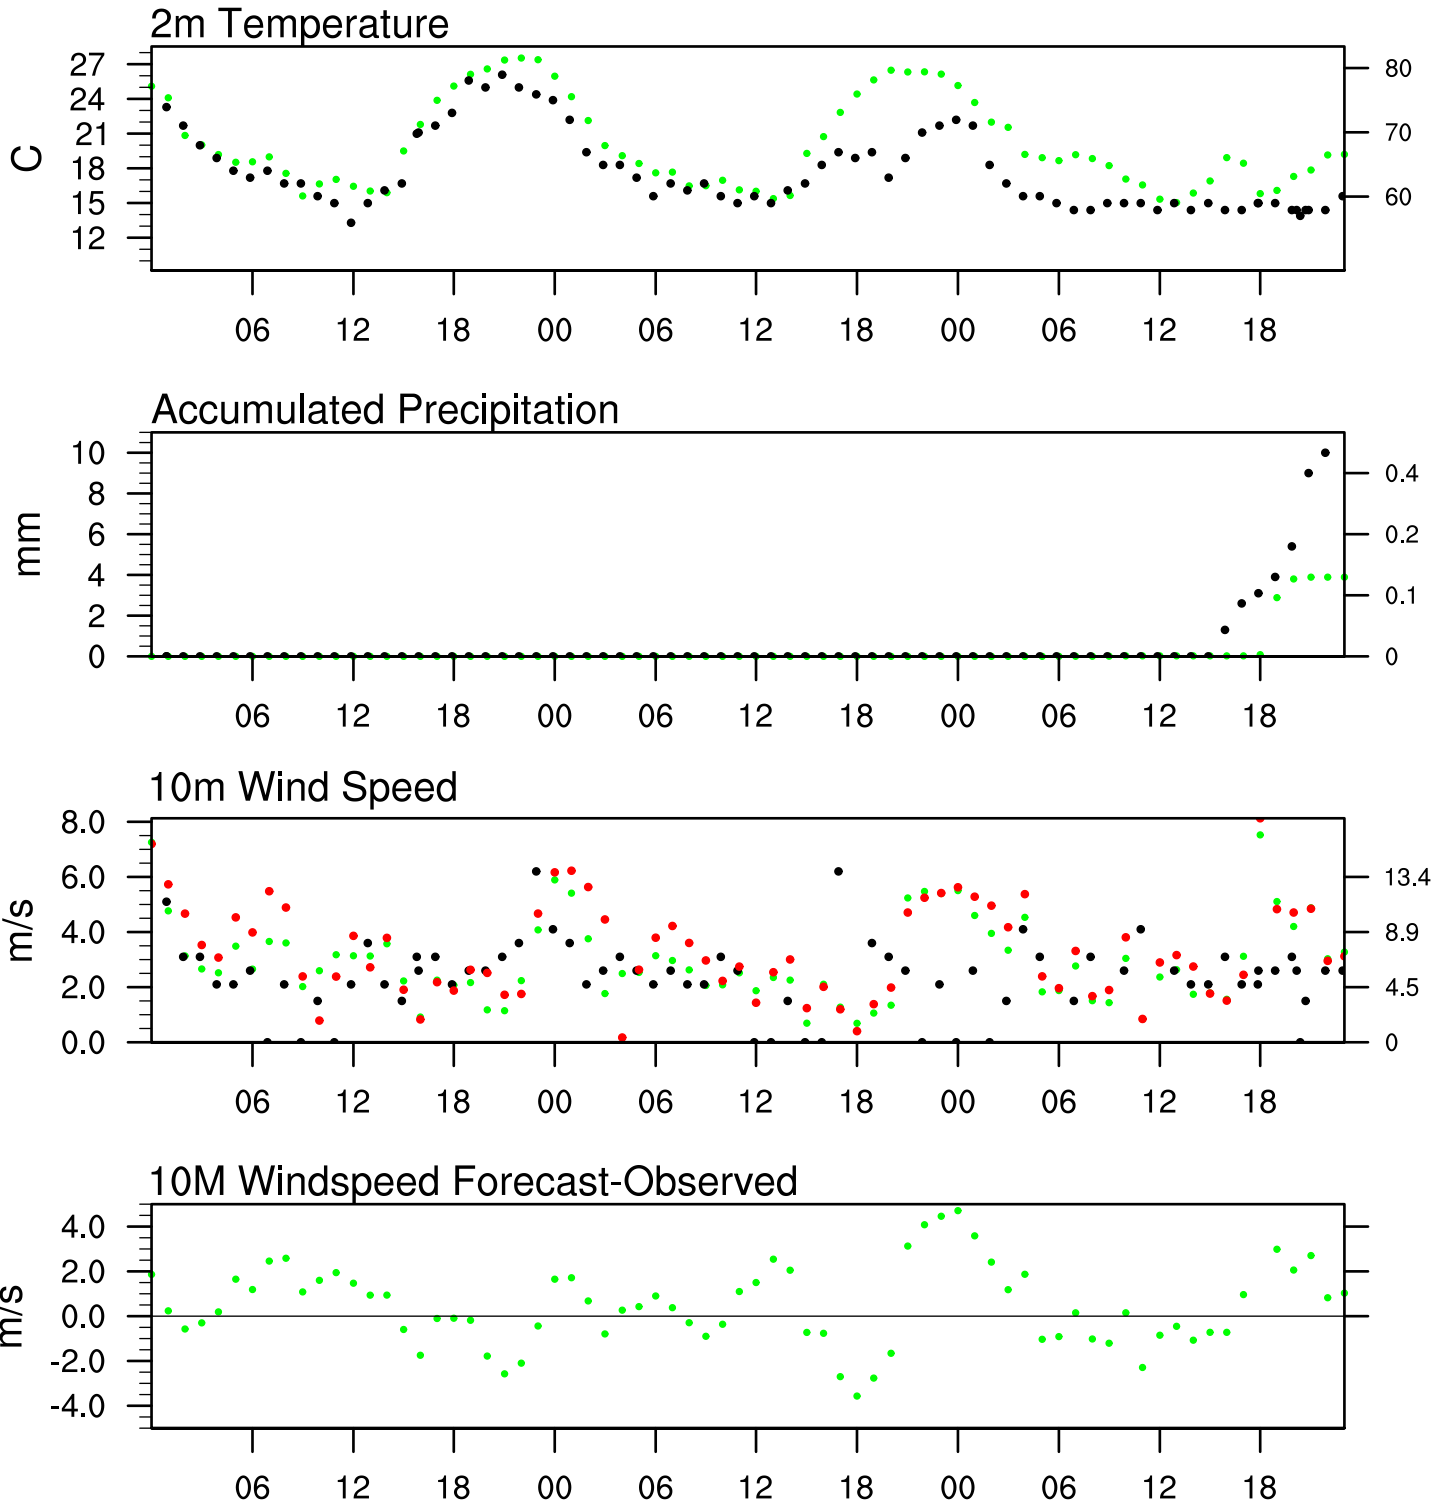 2m Temperature
27
24
21
18
15
12
C
80
70
60
06 12 18 00 06 12 18 00 06 12 18
Accumulated Precipitation
10
8
6
4
2
0
mm
0.4
0.2
0.1
0
06 12 18 00 06 12 18 00 06 12 18
10m Wind Speed
8.0
6.0
4.0
2.0
0.0
m/s
13.4
8.9
4.5
0
06 12 18 00 06 12 18 00 06 12 18
10M Windspeed Forecast-Observed
4.0
2.0
0.0
-2.0
-4.0
m/s
06 12 18 00 06 12 18 00 06 12 18